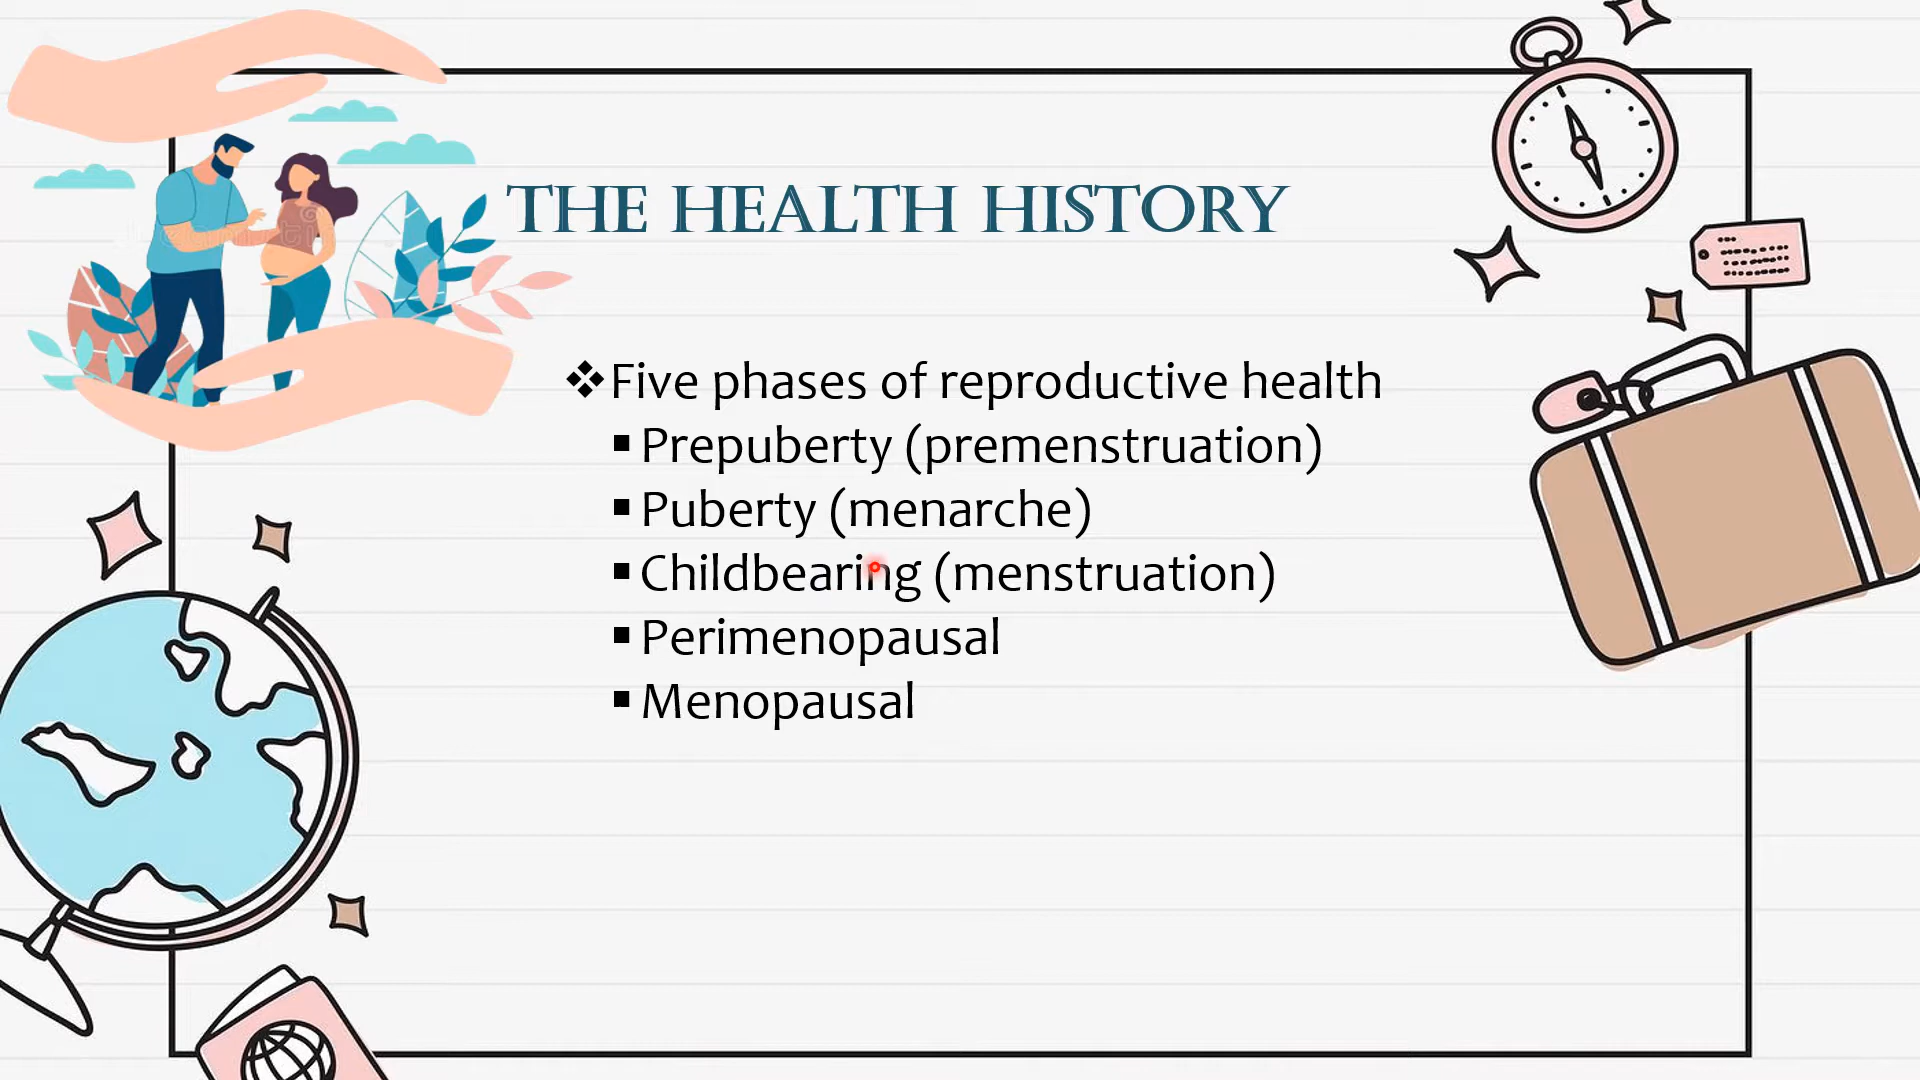 THE HEALTH HISTORY
❖Five phases of reproductive health
▪Prepuberty (premenstruation)
▪Puberty (menarche)
▪Childbearing (menstruation)
▪Perimenopausal
▪Menopausal